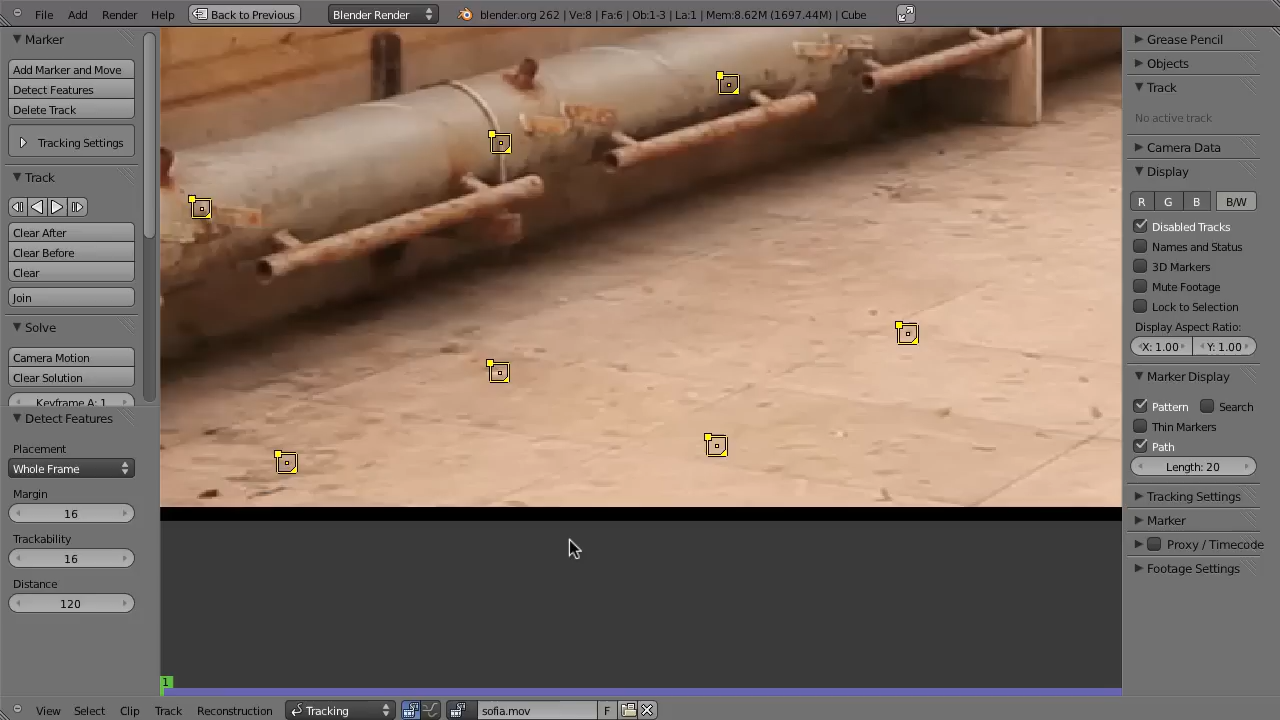 File Add Render Help Back to Previous Blender Render blender.org 262 | Ve:8 | Fa:6 | Ob:1-3 | La:1 | Mem:8.62M (1697.44M) | Cube
Marker
Add Marker and Move
Detect Features
Delete Track
Tracking Settings
Track
Clear After
Clear Before
Clear
Join
Solve
Camera Motion
Clear Solution
Keyframe A: 1
Detect Features
Placement
Whole Frame
Margin
16
Trackability
16
Distance
120
Grease Pencil
Objects
Track
No active track
Camera Data
Display
R G B B/W
Disabled Tracks
Names and Status
3D Markers
Mute Footage
Lock to Selection
Display Aspect Ratio:
X: 1.00 Y: 1.00
Marker Display
Pattern Search
Thin Markers
Path
Length: 20
Tracking Settings
Marker
Proxy / Timecode
Footage Settings
1
View Select Clip Track Reconstruction Tracking sofia.mov F